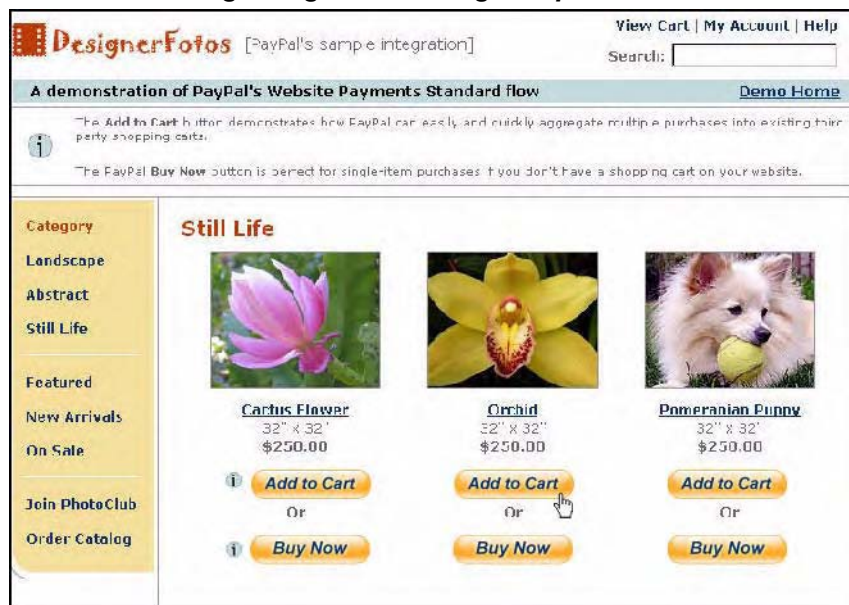 View Cart | My Account | Help
DesignerFotos [PayPal's sample integration]
Search:
A demonstration of PayPal's Website Payments Standard flow Demo Home
The Add to Cart button demonstrates how PayPal can easily and quickly aggregate multiple purchases into existing third
party shopping carts.
The PayPal Buy Now button is perfect for single-item purchases if you don't have a shopping cart on your website.
Category
Landscape
Abstract
Still Life
Featured
New Arrivals
On Sale
Join PhotoClub
Order Catalog
Still Life
Cactus Flower Orchid Pomeranian Puppy
32" x 32" 32" x 32" 32" x 32"
$250.00 $250.00 $250.00
Add to Cart Add to Cart Add to Cart
Or Or Or
Buy Now Buy Now Buy Now